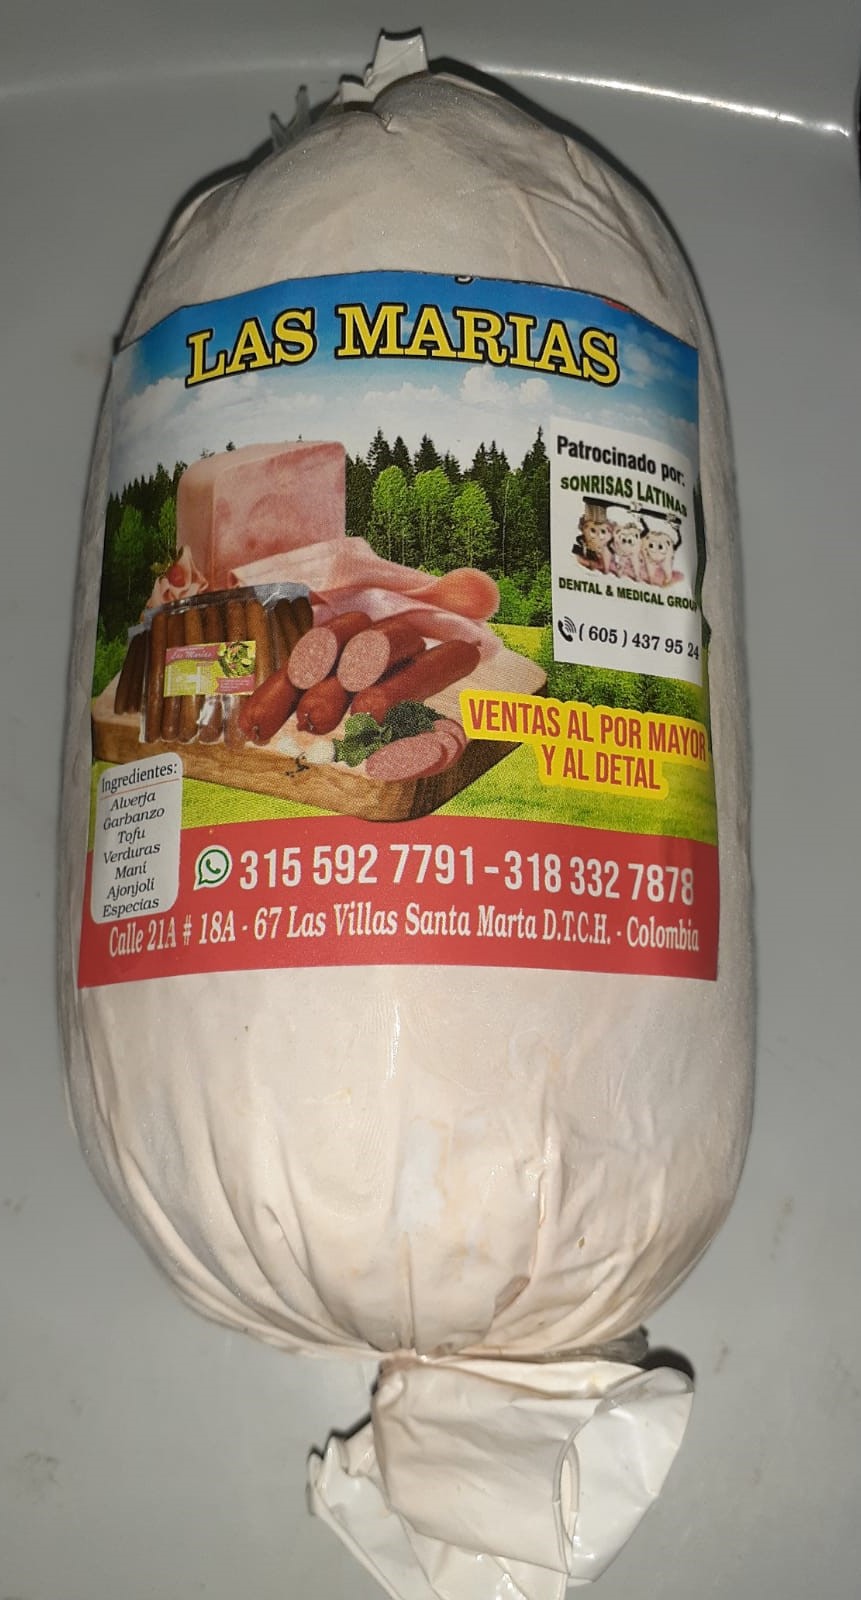 LAS MARIAS
Patrocinado por:
SONRISAS LATINAS
DENTAL & MEDICAL GROUP
( 605 ) 437 95 24
Las Marias
VENTAS AL POR MAYOR
Y AL DETAL
Ingredientes:
Alverja
Garbanzo
Tofu
Verduras
Maní
Ajonjolí
Especias
315 592 7791 - 318 332 7878
Calle 21A # 18A - 67 Las Villas Santa Marta D.T.C.H. - Colombia